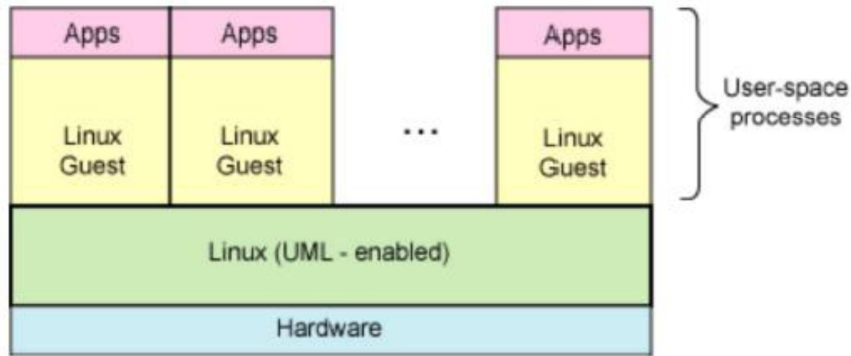 Apps
Apps
Apps
Linux
Guest
Linux
Guest
...
Linux
Guest
User-space
processes
Linux (UML - enabled)
Hardware